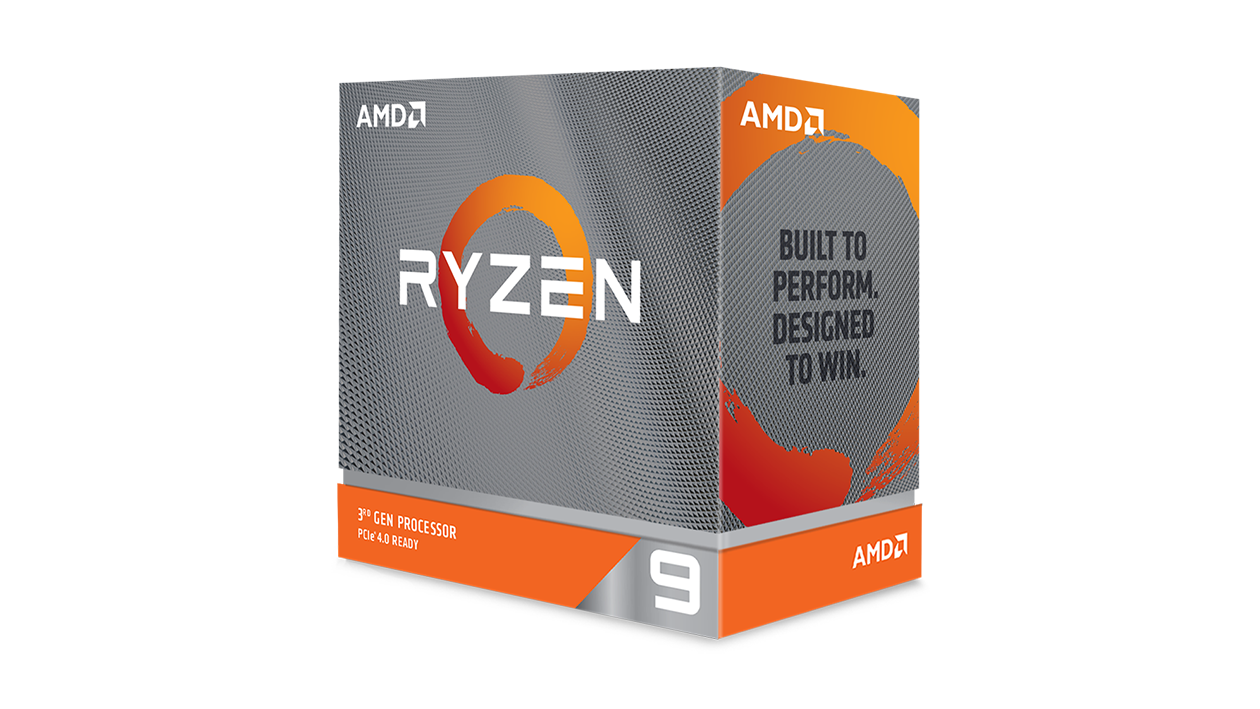 AMD
RYZEN
3RD GEN PROCESSOR
PCIe® 4.0 READY
9
AMD
BUILT TO
PERFORM.
DESIGNED
TO WIN.
AMD